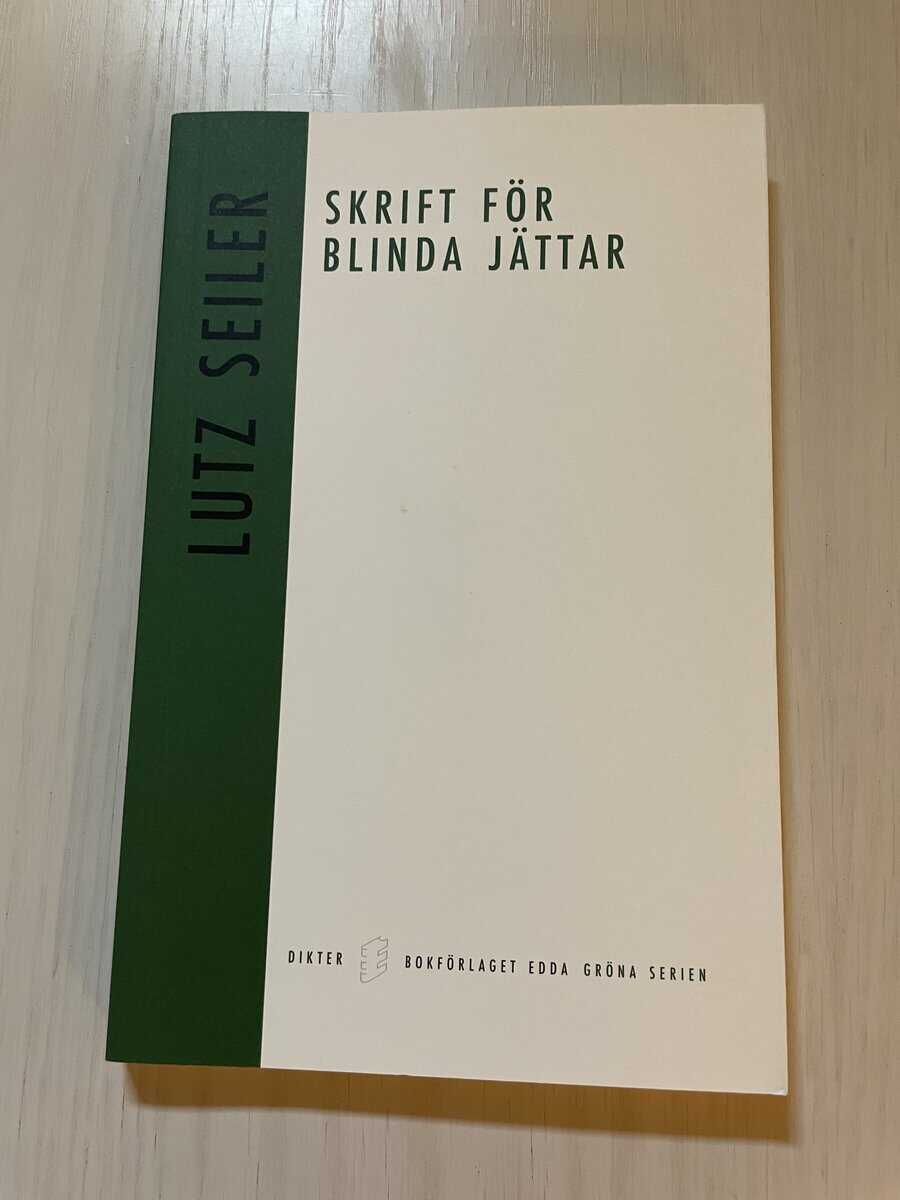 LUTZ SEILER
SKRIFT FÖR
BLINDA JÄTTAR
DIKTER BOKFÖRLAGET EDDA GRÖNA SERIEN